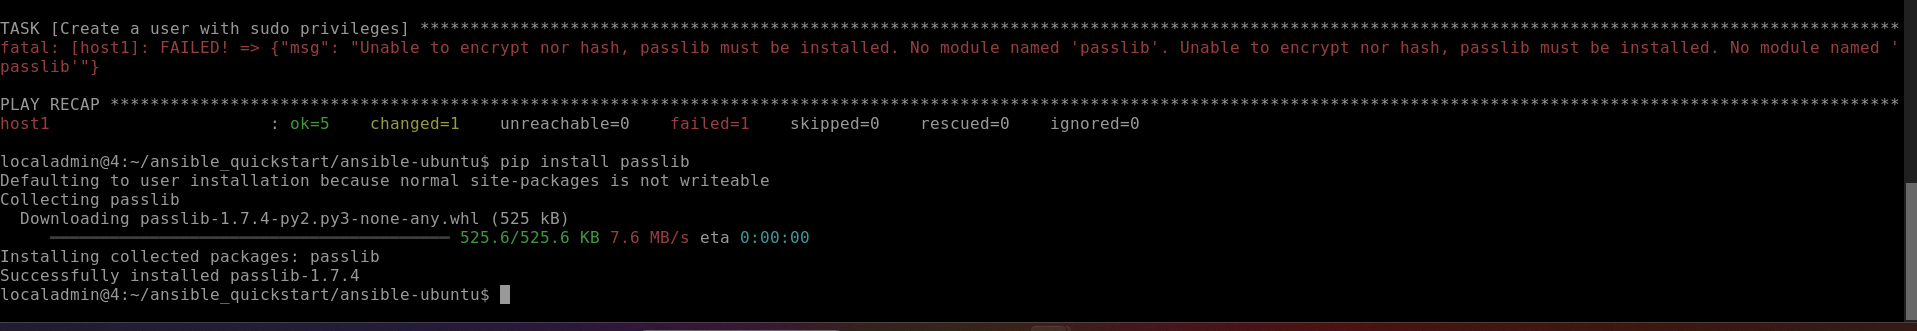 TASK [Create a user with sudo privileges] ****************************************************************************************************************************************************
fatal: [host1]: FAILED! => {"msg": "Unable to encrypt nor hash, passlib must be installed. No module named 'passlib'. Unable to encrypt nor hash, passlib must be installed. No module named '
passlib'"}
PLAY RECAP ***********************************************************************************************************************************************************************************
host1                      : ok=5    changed=1    unreachable=0    failed=1    skipped=0    rescued=0    ignored=0
localadmin@4:~/ansible_quickstart/ansible-ubuntu$ pip install passlib
Defaulting to user installation because normal site-packages is not writeable
Collecting passlib
  Downloading passlib-1.7.4-py2.py3-none-any.whl (525 kB)
     ━━━━━━━━━━━━━━━━━━━━━━━━━━━━━━━━━━━━━━━━ 525.6/525.6 KB 7.6 MB/s eta 0:00:00
Installing collected packages: passlib
Successfully installed passlib-1.7.4
localadmin@4:~/ansible_quickstart/ansible-ubuntu$